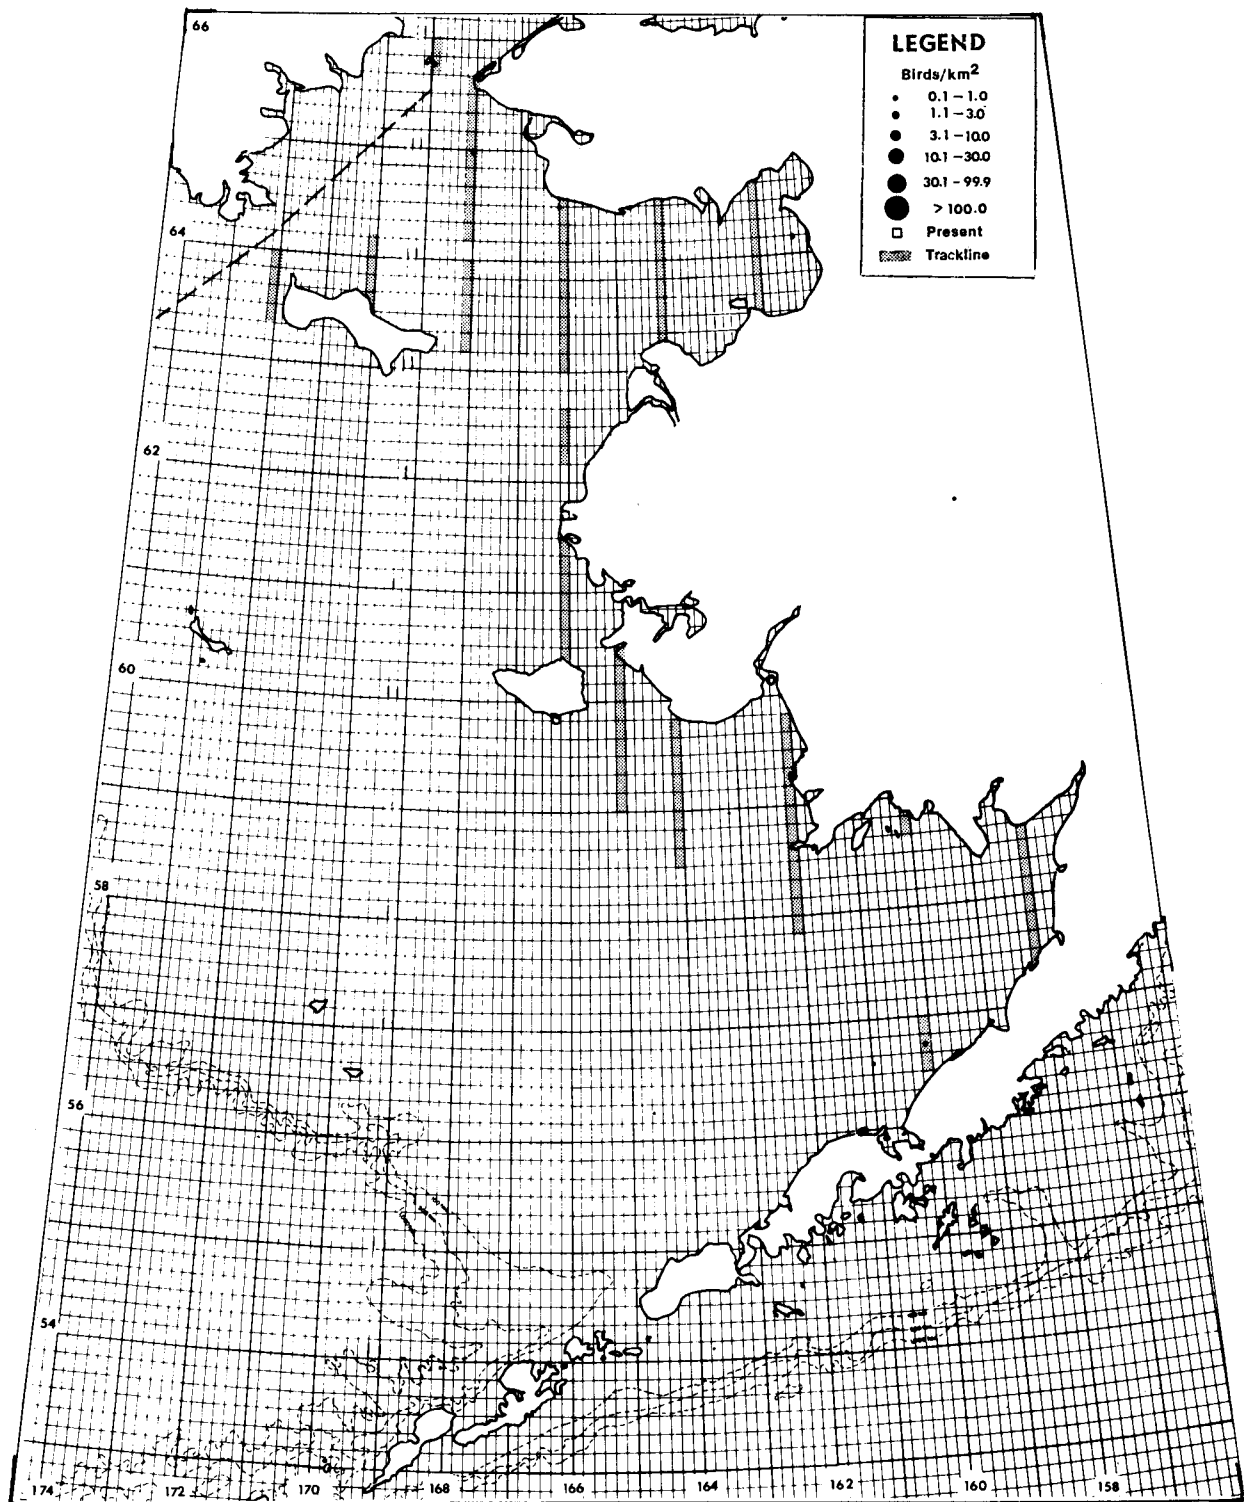 66
LEGEND
Birds/km2
0.1 – 1.0
1.1 – 3.0
3.1 – 10.0
10.1 – 30.0
30.1 – 99.9
> 100.0
Present
Trackline
64
62
60
58
56
54
174 172 170 168 166 164 162 160 158